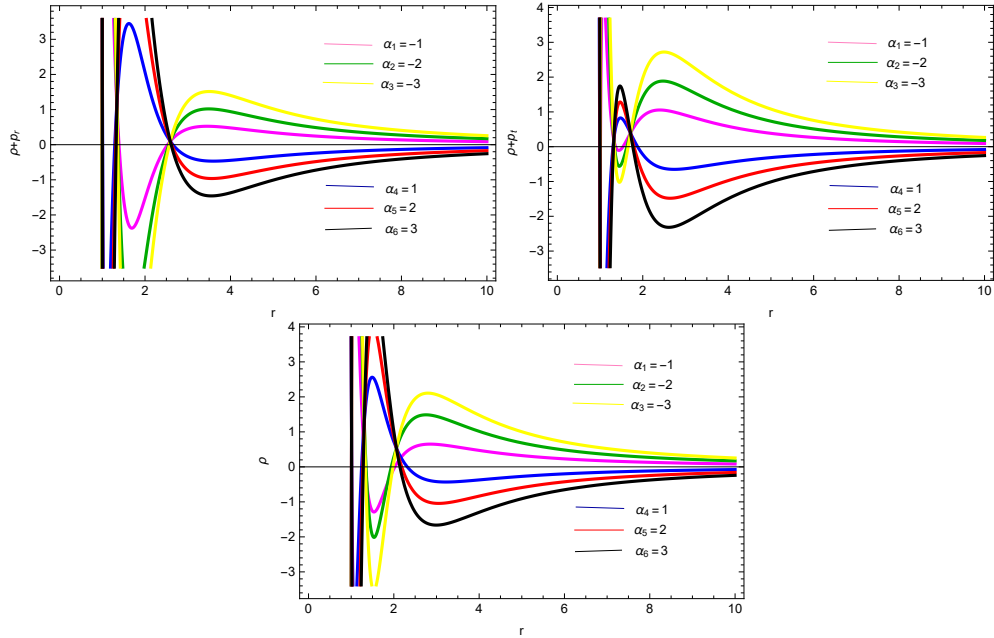 ρ+pᵣ
3
2
1
0
−1
−2
−3
0 2 4 6 8 10
r
α₁ = −1
α₂ = −2
α₃ = −3
α₄ = 1
α₅ = 2
α₆ = 3
ρ+pₜ
4
3
2
1
0
−1
−2
−3
0 2 4 6 8 10
r
α₁ = −1
α₂ = −2
α₃ = −3
α₄ = 1
α₅ = 2
α₆ = 3
ρ
4
3
2
1
0
−1
−2
−3
0 2 4 6 8 10
r
α₁ = −1
α₂ = −2
α₃ = −3
α₄ = 1
α₅ = 2
α₆ = 3